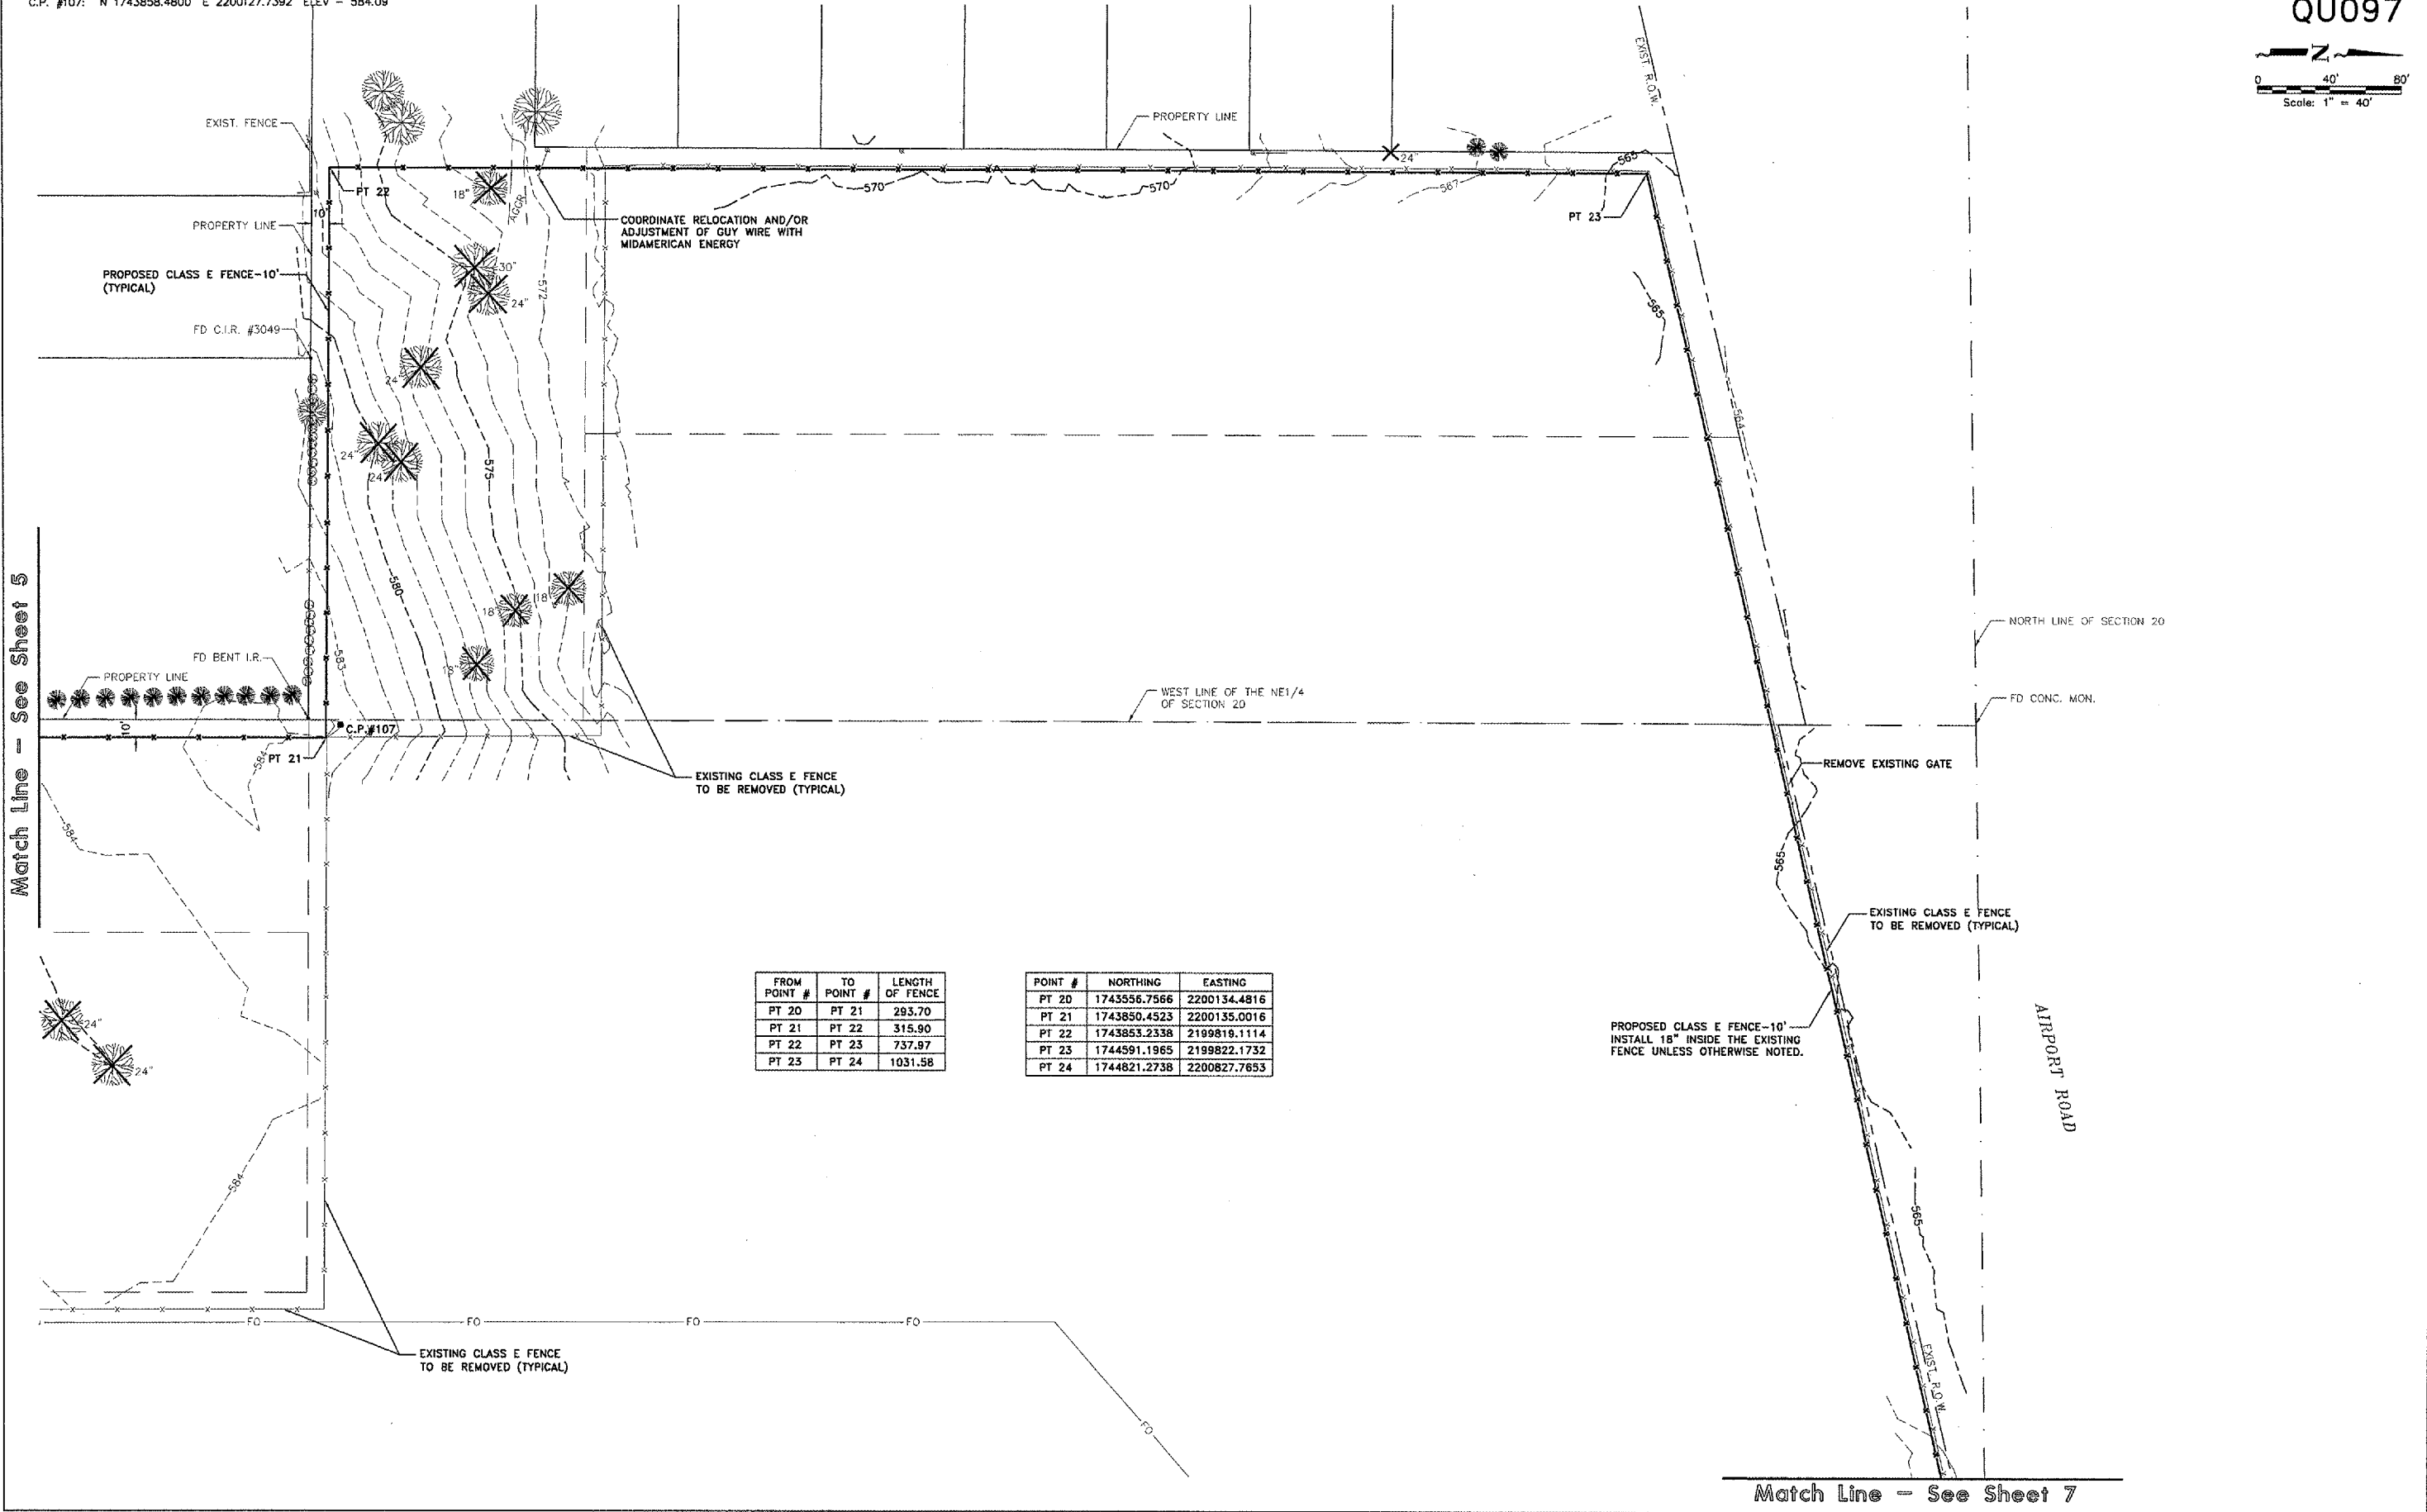 C.P. #107: N 1743858.4800 E 2200127.7392 ELEV - 584.09
QU097
N
0 40' 80'
Scale: 1" = 40'
EXIST. R.O.W.
EXIST. FENCE
PROPERTY LINE
24"
565
PT 22
18"
AGGR.
570
570
567
PT 23
10'
PROPERTY LINE
COORDINATE RELOCATION AND/OR
ADJUSTMENT OF GUY WIRE WITH
MIDAMERICAN ENERGY
PROPOSED CLASS E FENCE-10'
(TYPICAL)
30"
24"
572
565
FD C.I.R. #3049
24"
564
24"
24"
575
580
18"
18"
Match Line - See Sheet 5
NORTH LINE OF SECTION 20
FD BENT I.R.
583
18"
PROPERTY LINE
WEST LINE OF THE NE1/4
OF SECTION 20
FD CONC. MON.
10'
C.P.#107
PT 21
584
REMOVE EXISTING GATE
EXISTING CLASS E FENCE
TO BE REMOVED (TYPICAL)
584
565
EXISTING CLASS E FENCE
TO BE REMOVED (TYPICAL)
FROM POINT # TO POINT # LENGTH OF FENCE
PT 20 PT 21 293.70
PT 21 PT 22 315.90
PT 22 PT 23 737.97
PT 23 PT 24 1031.58
POINT # NORTHING EASTING
PT 20 1743556.7566 2200134.4816
PT 21 1743850.4523 2200135.0016
PT 22 1743853.2338 2199819.1114
PT 23 1744591.1965 2199822.1732
PT 24 1744821.2738 2200827.7653
24"
24"
PROPOSED CLASS E FENCE-10'
INSTALL 18" INSIDE THE EXISTING
FENCE UNLESS OTHERWISE NOTED.
AIRPORT ROAD
584
565
FO FO FO FO
EXISTING CLASS E FENCE
TO BE REMOVED (TYPICAL)
EXIST. R.O.W.
FO
Match Line - See Sheet 7